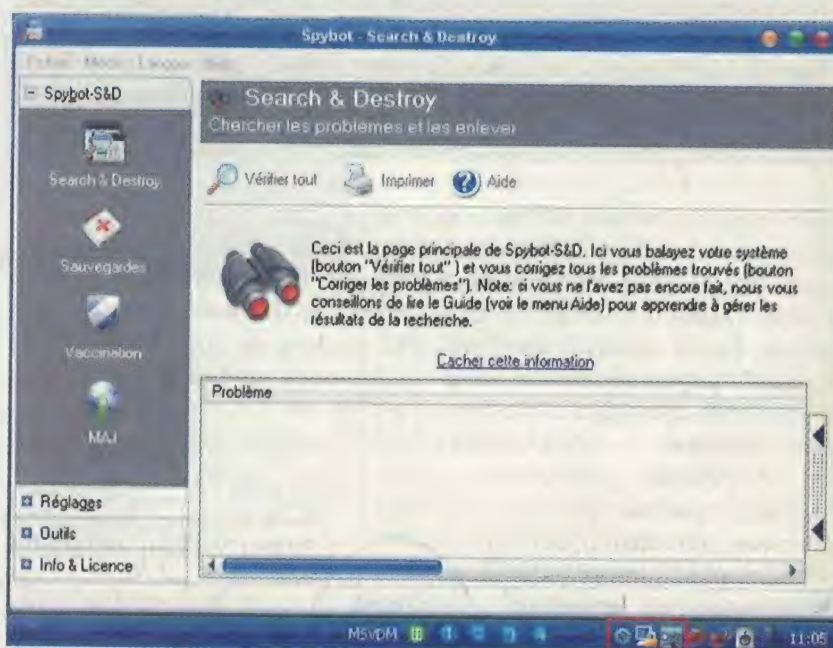 Spybot - Search & Destroy
Spybot-S&D
Search & Destroy
Sauvegardes
Vaccination
MAJ
Réglages
Outils
Info & Licence
Search & Destroy
Chercher les problèmes et les enlever
Vérifier tout
Imprimer
Aide
Ceci est la page principale de Spybot-S&D. Ici vous balayez votre système
(bouton "Vérifier tout" ) et vous corrigez tous les problèmes trouvés (bouton
"Corriger les problèmes"). Note: si vous ne l'avez pas encore fait, nous vous
conseillons de lire le Guide (voir le menu Aide) pour apprendre à gérer les
résultats de la recherche.
Cacher cette information
Problème
MSVDM
11:05